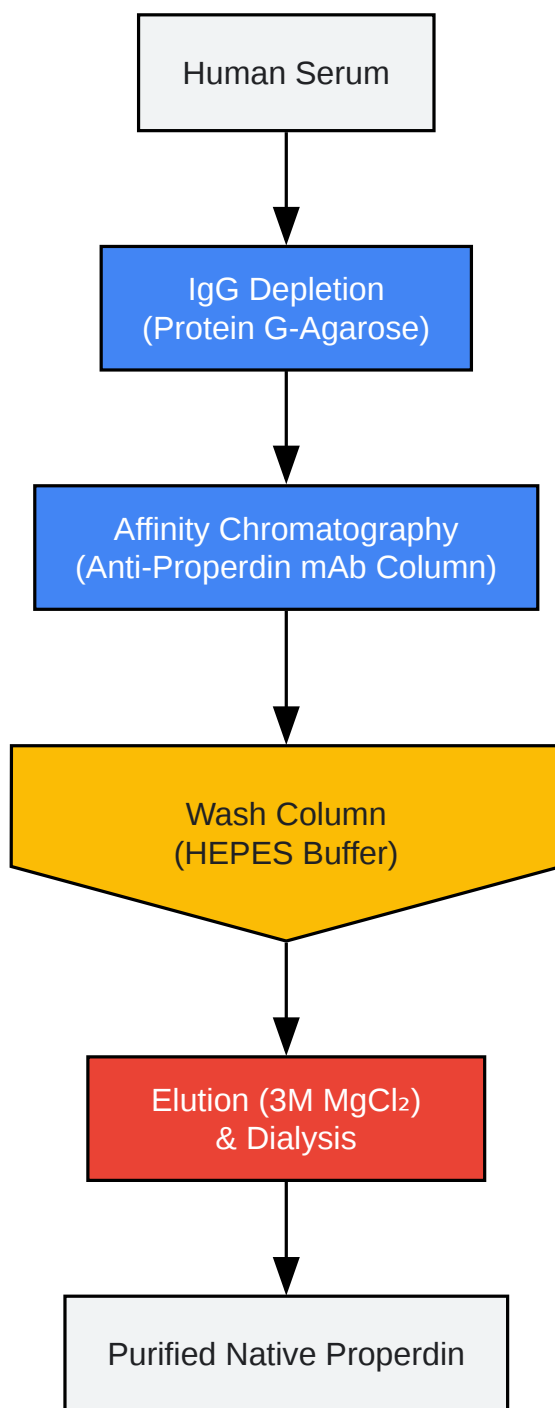 Human Serum
IgG Depletion
(Protein G-Agarose)
Affinity Chromatography
(Anti-Properdin mAb Column)
Wash Column
(HEPES Buffer)
Elution (3M MgCl₂)
& Dialysis
Purified Native Properdin